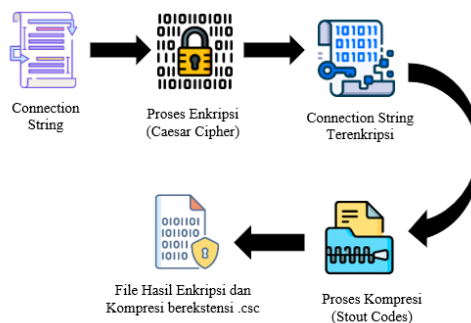 Connection
String
Proses Enkripsi
(Caesar Cipher)
Connection String
Terenkripsi
File Hasil Enkripsi dan
Kompresi berekstensi .csc
Proses Kompresi
(Stout Codes)